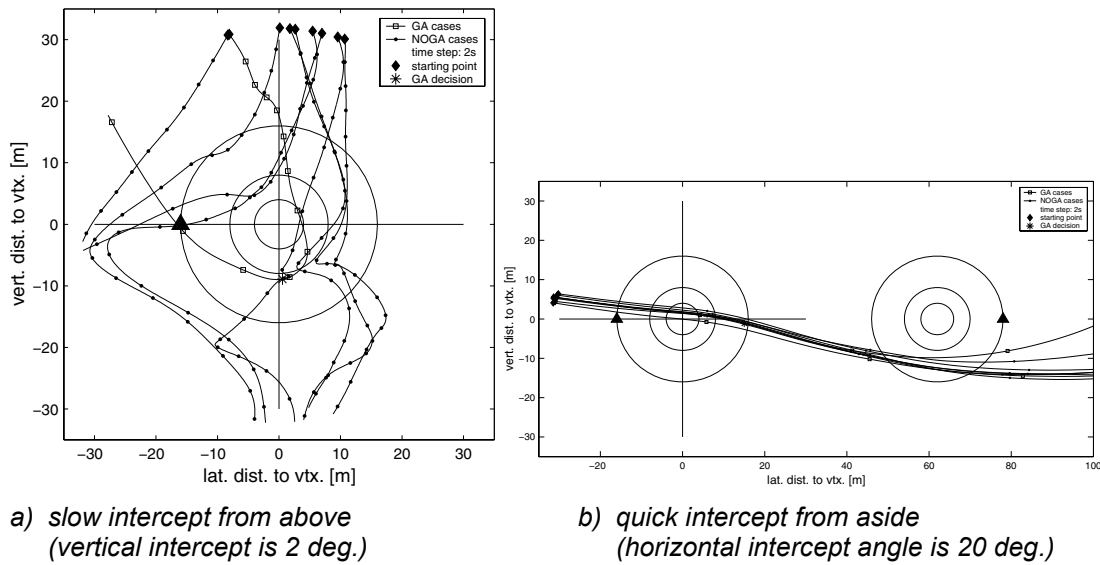 GA cases
NOGA cases
time step: 2s
starting point
GA decision
30
20
10
0
−10
−20
−30
vert. dist. to vtx. [m]
−30 −20 −10 0 10 20 30
lat. dist. to vtx. [m]
a) slow intercept from above
(vertical intercept is 2 deg.)
GA cases
NOGA cases
time step: 2s
starting point
GA decision
30
20
10
0
−10
−20
−30
vert. dist. to vtx. [m]
−20 0 20 40 60 80 100
lat. dist. to vtx. [m]
b) quick intercept from aside
(horizontal intercept angle is 20 deg.)